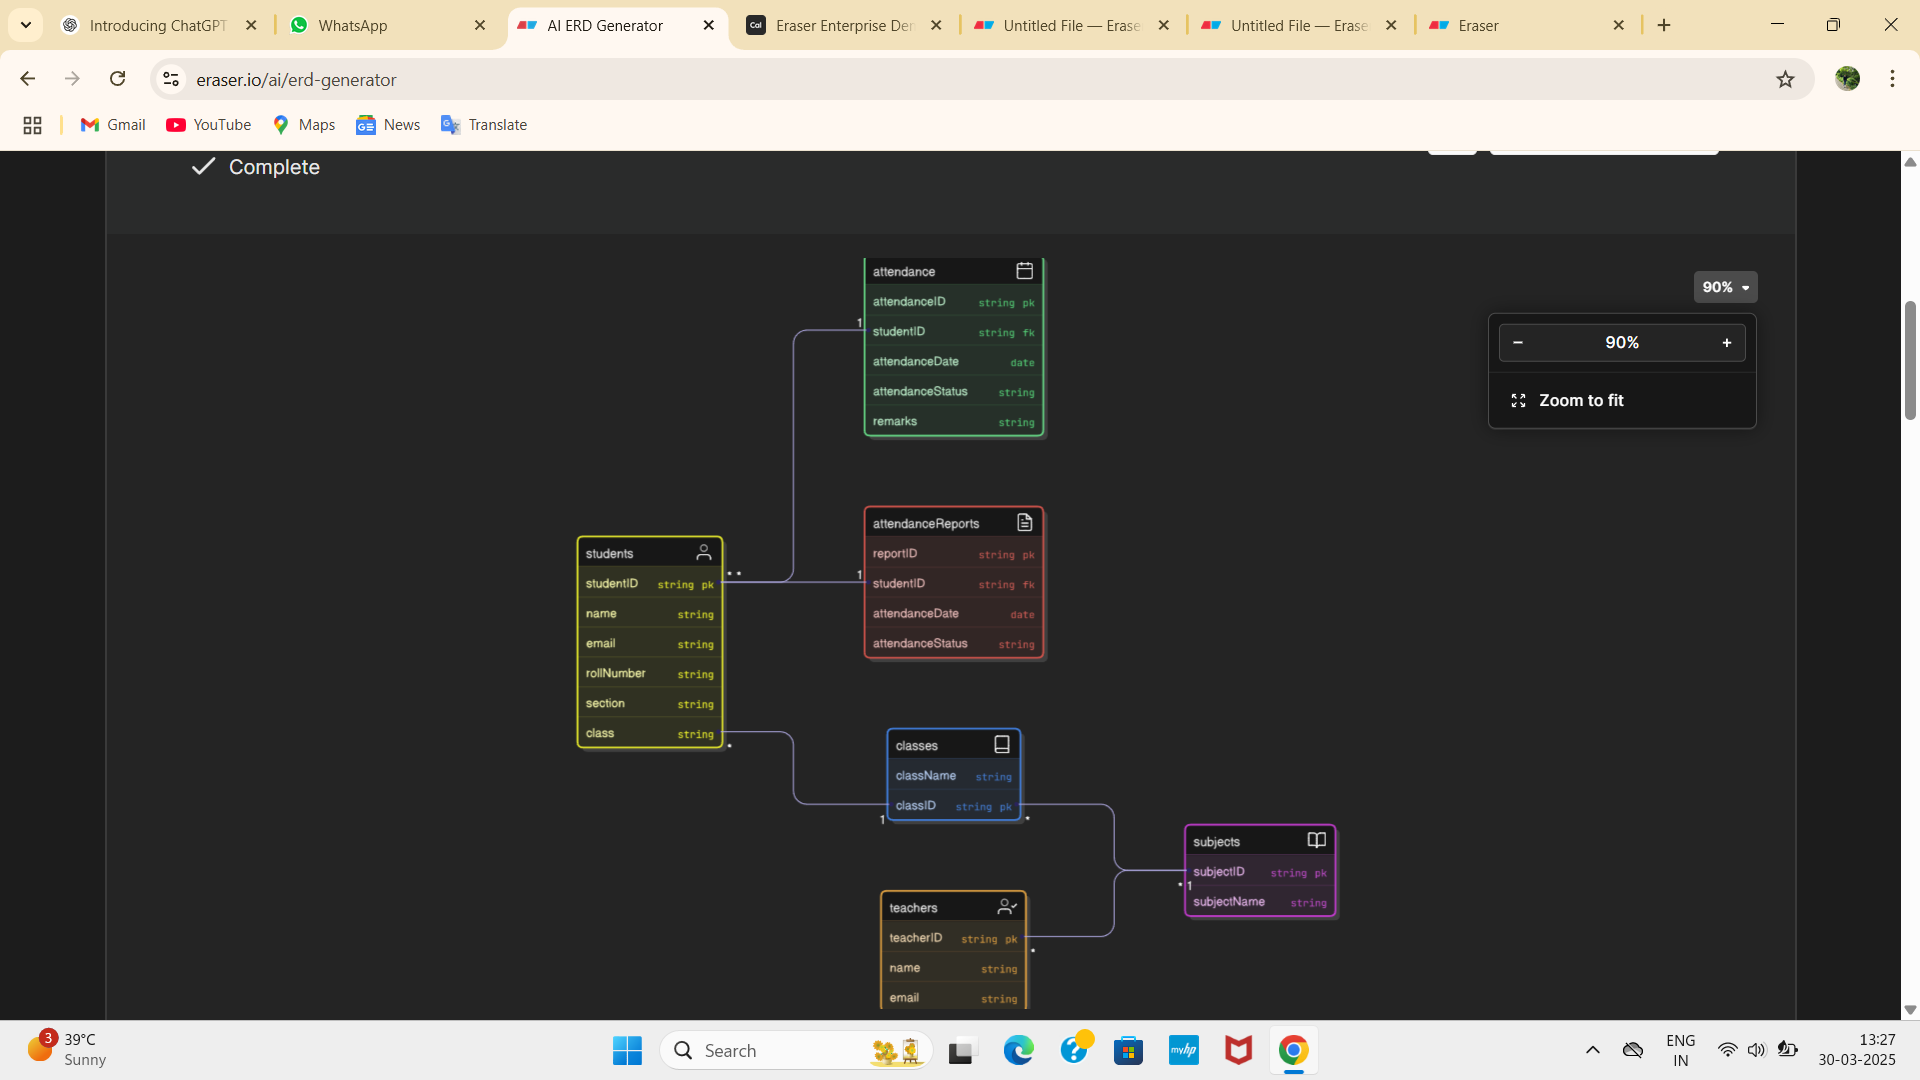 Introducing ChatGPT
WhatsApp
AI ERD Generator
Cal
Eraser Enterprise Den
Untitled File — Erase
Untitled File — Erase
Eraser
eraser.io/ai/erd-generator
Gmail
YouTube
Maps
News
Translate
Complete
90%
90%
Zoom to fit
attendance
attendanceID string pk
1
studentID string fk
attendanceDate date
attendanceStatus string
remarks string
attendanceReports
reportID string pk
1
studentID string fk
attendanceDate date
attendanceStatus string
students
studentID string pk
name string
email string
rollNumber string
section string
class string
classes
className string
classID string pk
1
subjects
subjectID string pk
1
subjectName string
teachers
teacherID string pk
name string
email string
3
39°C
Sunny
Search
myhp
ENG
IN
13:27
30-03-2025